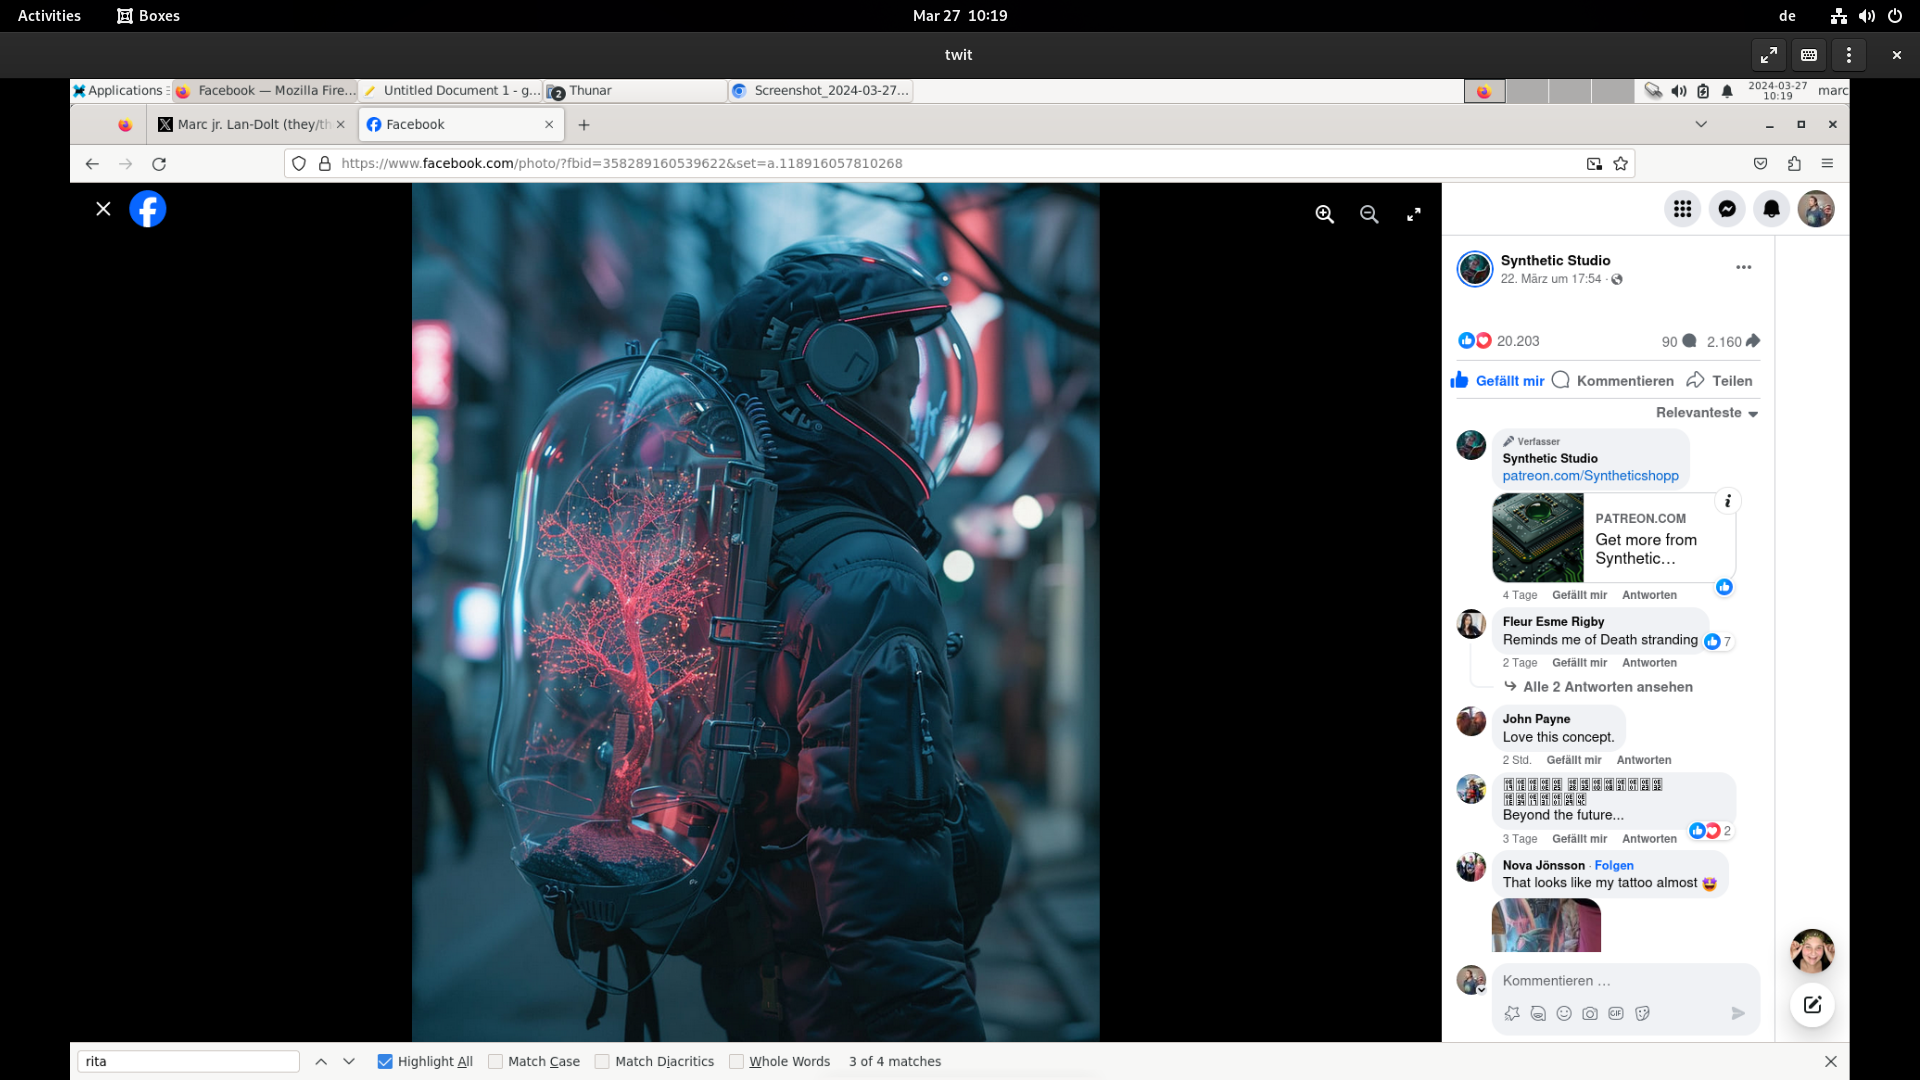 Activities
Boxes
Mar 27 10:19
de
twit
Applications
Facebook — Mozilla Fire...
Untitled Document 1 - g...
2
Thunar
Screenshot_2024-03-27...
2024-03-27
10:19
marc
Marc jr. Lan-Dolt (they/th
Facebook
https://www.facebook.com/photo/?fbid=358289160539622&set=a.118916057810268
Synthetic Studio
22. März um 17:54 ·
20.203
90
2.160
Gefällt mir
Kommentieren
Teilen
Relevanteste
Verfasser
Synthetic Studio
patreon.com/Syntheticshopp
PATREON.COM
Get more from
Synthetic…
4 Tage Gefällt mir Antworten
Fleur Esme Rigby
Reminds me of Death stranding
7
2 Tage Gefällt mir Antworten
Alle 2 Antworten ansehen
John Payne
Love this concept.
2 Std. Gefällt mir Antworten
Beyond the future...
2
3 Tage Gefällt mir Antworten
Nova Jönsson · Folgen
That looks like my tattoo almost 🤩
Kommentieren …
GIF
rita
Highlight All
Match Case
Match Diacritics
Whole Words
3 of 4 matches